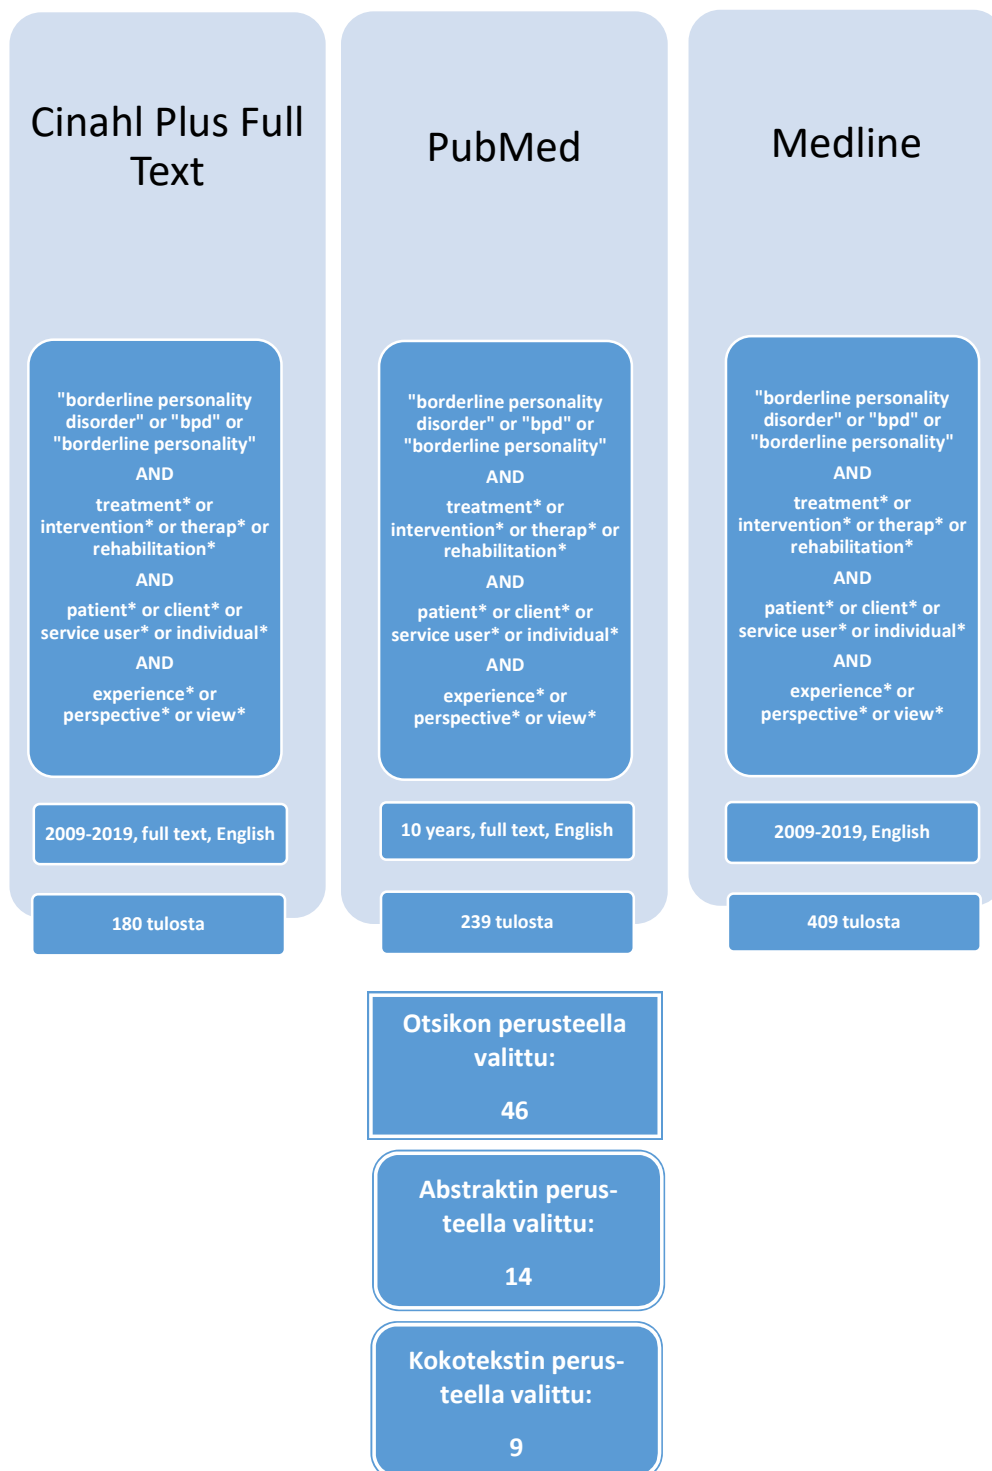 Cinahl Plus Full
Text
"borderline personality
disorder" or "bpd" or
"borderline personality"
AND
treatment* or
intervention* or therap* or
rehabilitation*
AND
patient* or client* or
service user* or individual*
AND
experience* or
perspective* or view*
2009-2019, full text, English
180 tulosta
PubMed
"borderline personality
disorder" or "bpd" or
"borderline personality"
AND
treatment* or
intervention* or therap* or
rehabilitation*
AND
patient* or client* or
service user* or individual*
AND
experience* or
perspective* or view*
10 years, full text, English
239 tulosta
Medline
"borderline personality
disorder" or "bpd" or
"borderline personality"
AND
treatment* or
intervention* or therap* or
rehabilitation*
AND
patient* or client* or
service user* or individual*
AND
experience* or
perspective* or view*
2009-2019, English
409 tulosta
Otsikon perusteella
valittu:
46
Abstraktin perus-
teella valittu:
14
Kokotekstin perus-
teella valittu:
9